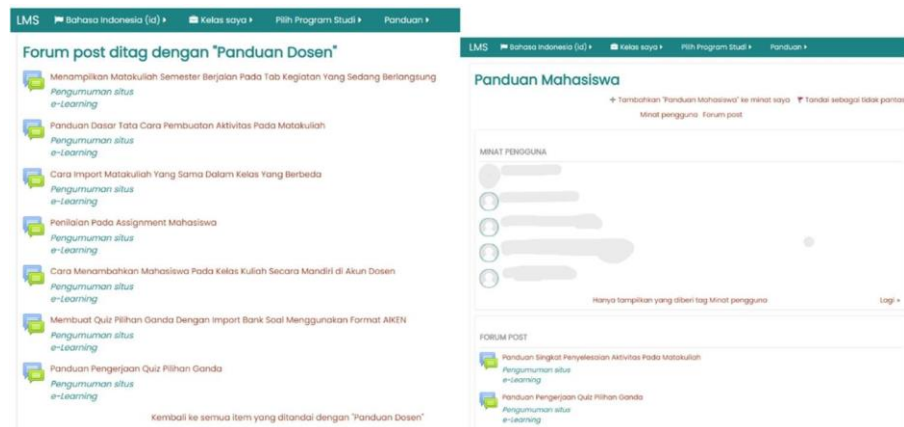 LMS Bahasa Indonesia (id) Kelas saya Pilih Program Studi Panduan
Forum post ditag dengan "Panduan Dosen"
Menampilkan Matakuliah Semester Berjalan Pada Tab Kegiatan Yang Sedang Berlangsung
Pengumuman situs
e-Learning
Panduan Dasar Tata Cara Pembuatan Aktivitas Pada Matakuliah
Pengumuman situs
e-Learning
Cara Import Matakuliah Yang Sama Dalam Kelas Yang Berbeda
Pengumuman situs
e-Learning
Penilaian Pada Assignment Mahasiswa
Pengumuman situs
e-Learning
Cara Menambahkan Mahasiswa Pada Kelas Kuliah Secara Mandiri di Akun Dosen
Pengumuman situs
e-Learning
Membuat Quiz Pilihan Ganda Dengan Import Bank Soal Menggunakan Format AIKEN
Pengumuman situs
e-Learning
Panduan Pengerjaan Quiz Pilihan Ganda
Pengumuman situs
e-Learning
Kembali ke semua item yang ditandai dengan "Panduan Dosen"
LMS Bahasa Indonesia (id) Kelas saya Pilih Program Studi Panduan
Panduan Mahasiswa
+ Tambahkan "Panduan Mahasiswa" ke minat saya Tandai sebagai tidak pantas
Minat pengguna Forum post
MINAT PENGGUNA
Hanya tampilkan yang diberi tag Minat pengguna Lagi »
FORUM POST
Panduan Singkat Penyelesaian Aktivitas Pada Matakuliah
Pengumuman situs
e-Learning
Panduan Pengerjaan Quiz Pilihan Ganda
Pengumuman situs
e-Learning